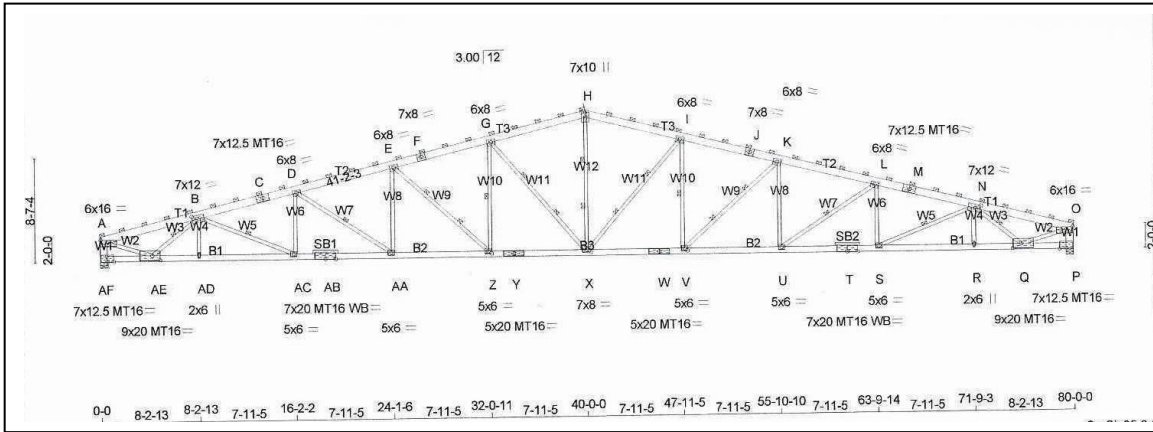 3.00 12
7x10 ||
H
6x8 =
7x8 =
6x8 =
G
T3
T3
I
6x8 =
7x8 =
6x8 =
F
E
J
K
7x12.5 MT16=
6x8 =
C
D
T2
41-2-3
W12
T2
6x8 =
L
7x12.5 MT16=
M
8-7-4
7x12 =
B
W10
W11
W11
W10
7x12 =
N
6x16 =
A
T1
W4
W3
W2
W1
W5
W6
W7
W8
W9
W9
W8
W7
W6
W5
T1
W4
W3
W2
W1
6x16 =
O
2-0-0
B1
SB1
B2
B3
B2
SB2
B1
2-0-0
AF
AE
AD
AC
AB
AA
Z
Y
X
W
V
U
T
S
R
Q
P
7x12.5 MT16=
2x6 ||
7x20 MT16 WB=
5x6 =
7x8 =
5x6 =
5x6 =
5x6 =
2x6 ||
7x12.5 MT16=
9x20 MT16=
5x6 =
5x6 =
5x20 MT16=
5x20 MT16=
7x20 MT16 WB=
9x20 MT16=
0-0 8-2-13 8-2-13 7-11-5 16-2-2 7-11-5 24-1-6 7-11-5 32-0-11 7-11-5 40-0-0 7-11-5 47-11-5 7-11-5 55-10-10 7-11-5 63-9-14 7-11-5 71-9-3 8-2-13 80-0-0